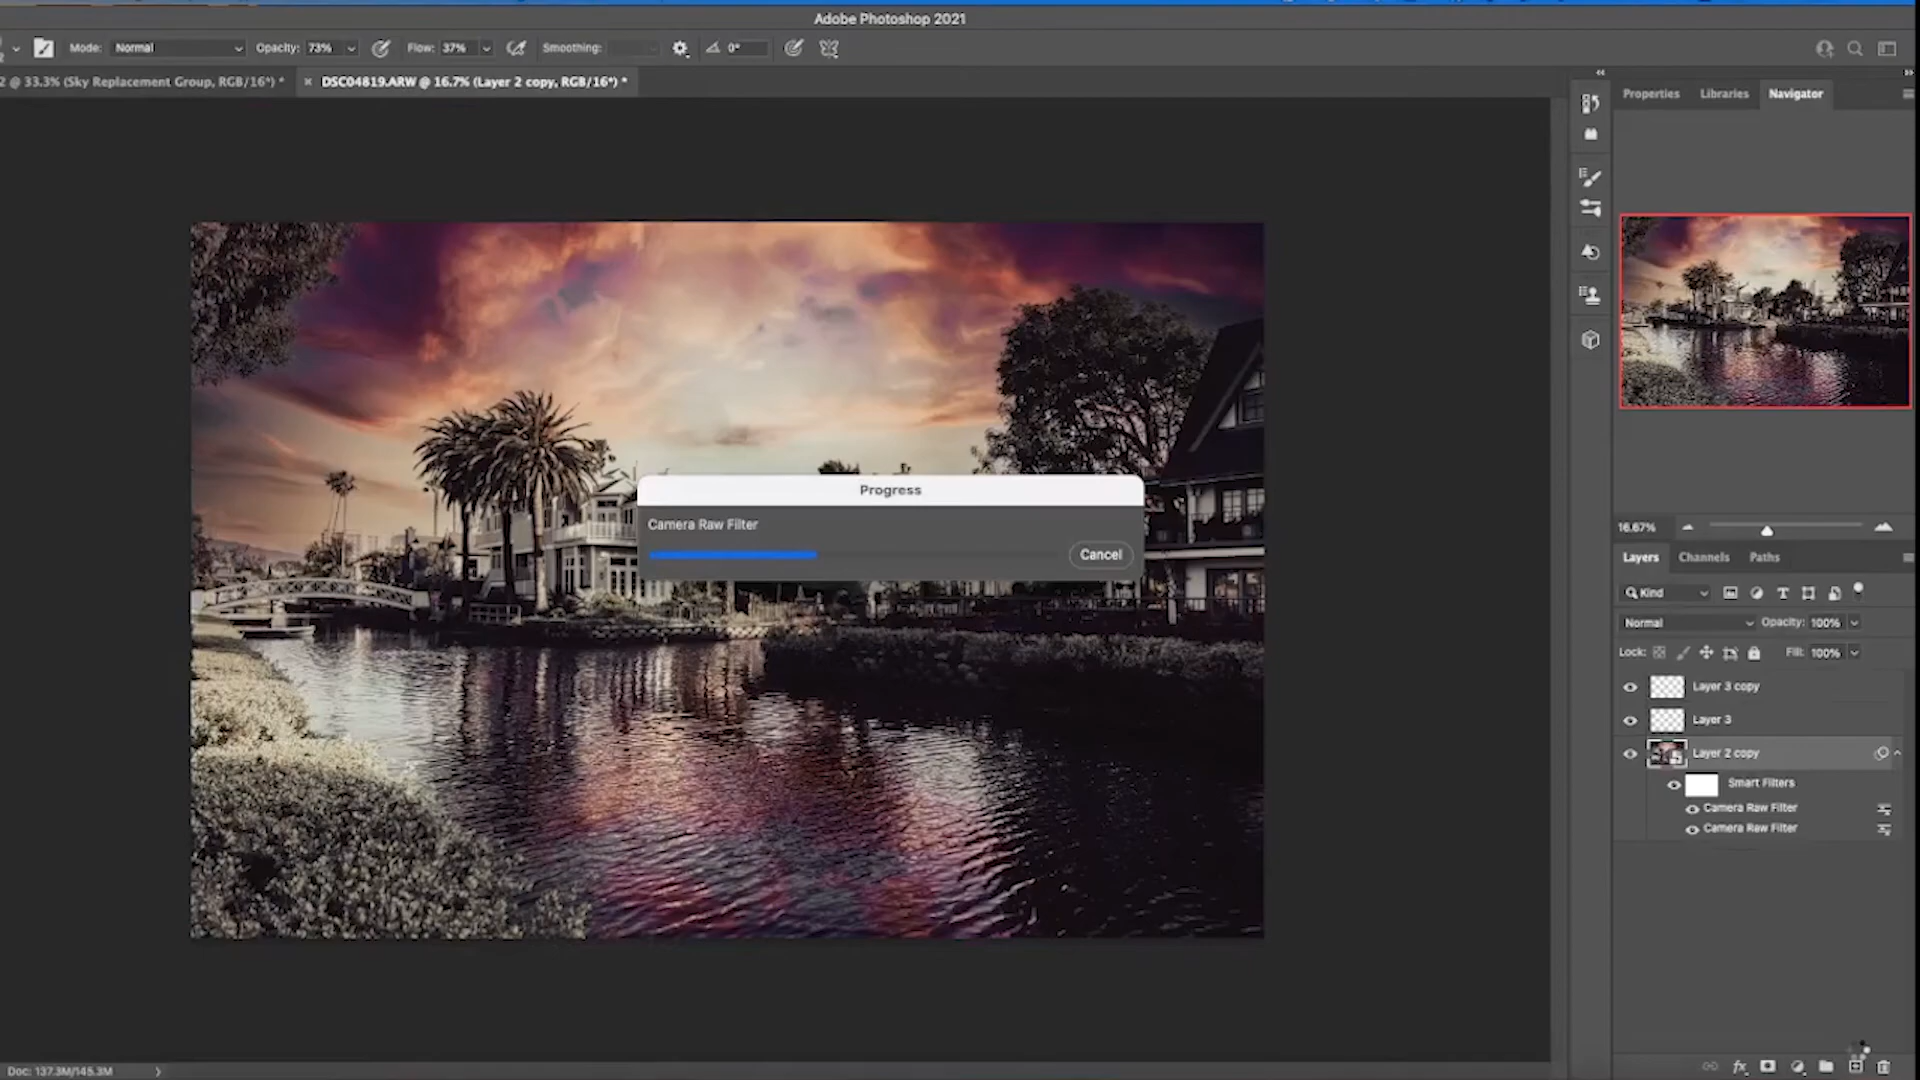 Adobe Photoshop 2021
Mode: Normal Opacity: 73% Flow: 37% Smoothing: 0°
2 @ 33.3% (Sky Replacement Group, RGB/16*) * × DSC04819.ARW @ 16.7% (Layer 2 copy, RGB/16*) *
Properties Libraries Navigator
Progress
Camera Raw Filter
Cancel
16.67%
Layers Channels Paths
Kind
Normal Opacity: 100%
Lock: Fill: 100%
Layer 3 copy
Layer 3
Layer 2 copy
Smart Filters
Camera Raw Filter
Camera Raw Filter
fx
Doc: 137.3M/145.3M